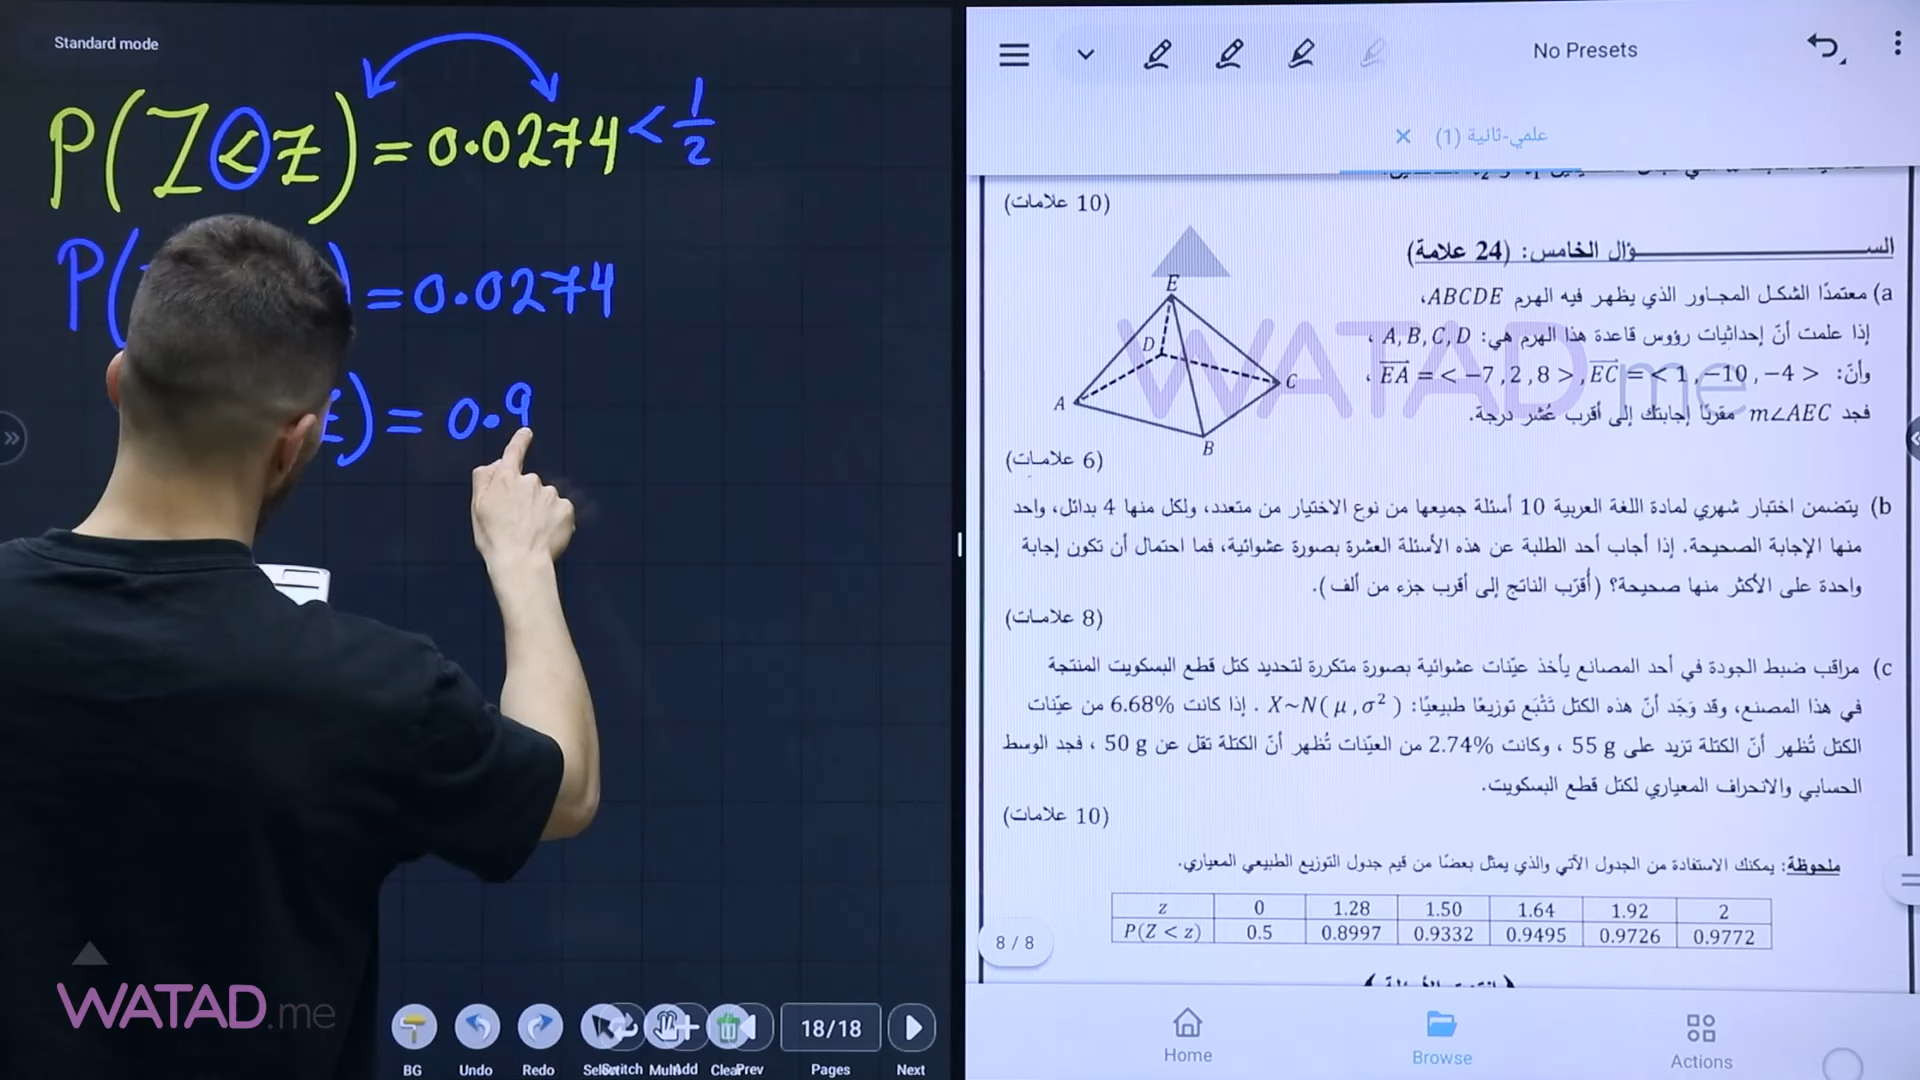 Standard mode
P(Z<z) = 0.0274 < 1/2
P( ) = 0.0274
z) = 0.9
WATAD.me
BG
Undo
Redo
Select
Switch
Multi
Add
Clear
Prev
18/18
Pages
Next
No Presets
علمي-ثانية (1)
(10 علامات)
الســـــــــؤال الخامس: (24 علامة)
a) معتمدًا الشكل المجاور الذي يظهر فيه الهرم ABCDE،
إذا علمت أنّ إحداثيات رؤوس قاعدة هذا الهرم هي: A, B, C, D ،
وأنّ: EA = < −7 , 2 , 8 > , EC = < 1 , −10 , −4 > ،
فجد m∠AEC مقربًا إجابتك إلى أقرب عُشر درجة.
(6 علامات)
E
D
C
A
B
WATAD me
b) يتضمن اختبار شهري لمادة اللغة العربية 10 أسئلة جميعها من نوع الاختيار من متعدد، ولكل منها 4 بدائل، واحد
منها الإجابة الصحيحة. إذا أجاب أحد الطلبة عن هذه الأسئلة العشرة بصورة عشوائية، فما احتمال أن تكون إجابة
واحدة على الأكثر منها صحيحة؟ (أُقرّب الناتج إلى أقرب جزء من ألف).
(8 علامات)
c) مراقب ضبط الجودة في أحد المصانع يأخذ عيّنات عشوائية بصورة متكررة لتحديد كتل قطع البسكويت المنتجة
في هذا المصنع، وقد وَجَد أنّ هذه الكتل تَتْبَع توزيعًا طبيعيًا: X~N( μ , σ² ) . إذا كانت 6.68% من عيّنات
الكتل تُظهر أنّ الكتلة تزيد على 55 g ، وكانت 2.74% من العيّنات تُظهر أنّ الكتلة تقل عن 50 g ، فجد الوسط
الحسابي والانحراف المعياري لكتل قطع البسكويت.
(10 علامات)
ملحوظة: يمكنك الاستفادة من الجدول الآتي والذي يمثل بعضًا من قيم جدول التوزيع الطبيعي المعياري.
z 0 1.28 1.50 1.64 1.92 2
P(Z < z) 0.5 0.8997 0.9332 0.9495 0.9726 0.9772
8 / 8
Home
Browse
Actions